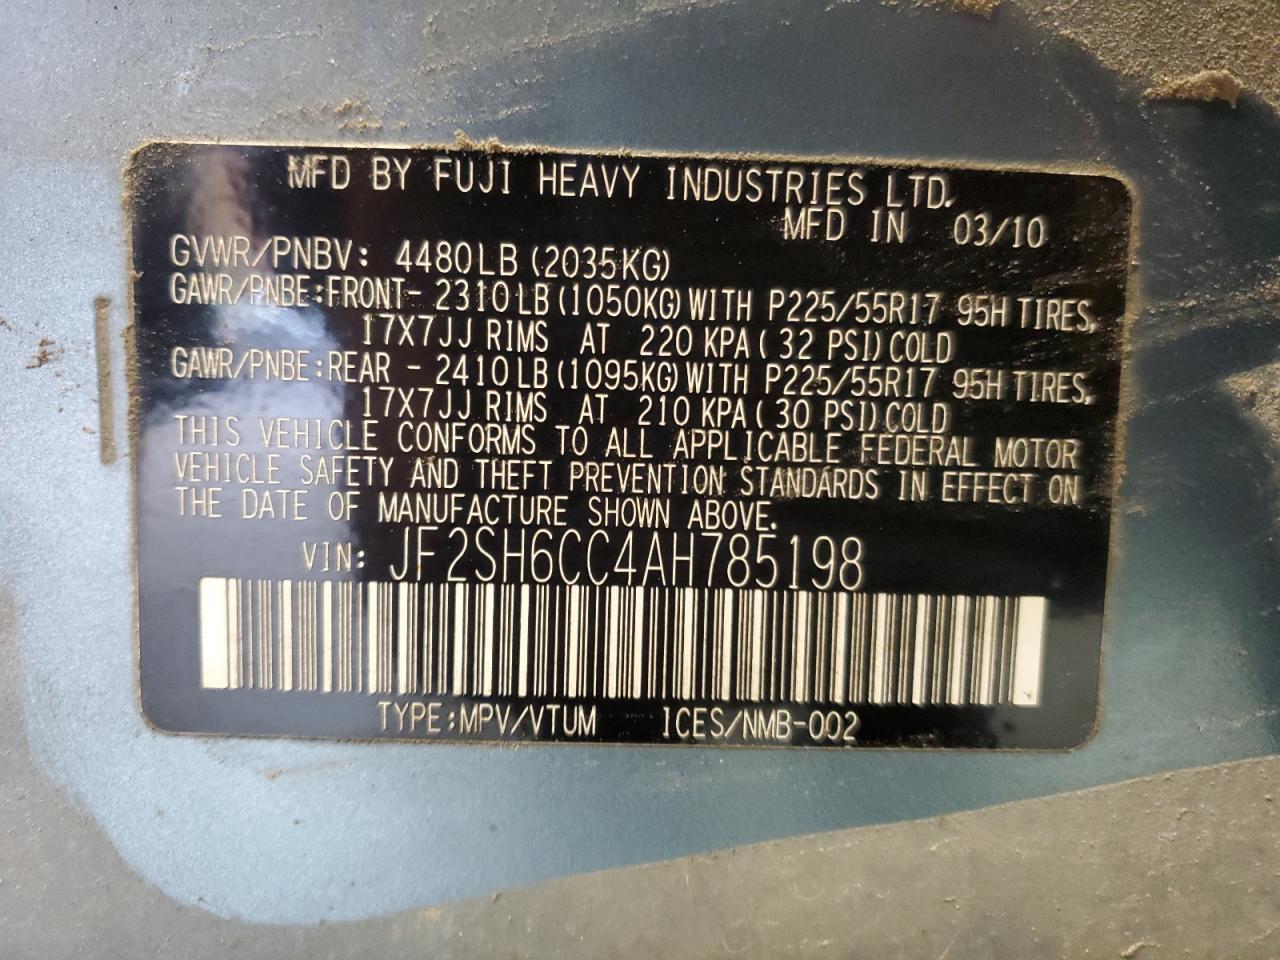 MFD BY FUJI HEAVY INDUSTRIES LTD.
MFD IN 03/10
GVWR/PNBV: 4480LB (2035KG)
GAWR/PNBE:FRONT- 2310LB (1050KG) WITH P225/55R17 95H TIRES,
17X7JJ RIMS AT 220 KPA ( 32 PSI) COLD
GAWR/PNBE:REAR - 2410LB (1095KG) WITH P225/55R17 95H TIRES,
17X7JJ RIMS AT 210 KPA ( 30 PSI) COLD
THIS VEHICLE CONFORMS TO ALL APPLICABLE FEDERAL MOTOR
VEHICLE SAFETY AND THEFT PREVENTION STANDARDS IN EFFECT ON
THE DATE OF MANUFACTURE SHOWN ABOVE.
VIN: JF2SH6CC4AH785198
TYPE:MPV/VTUM ICES/NMB-002